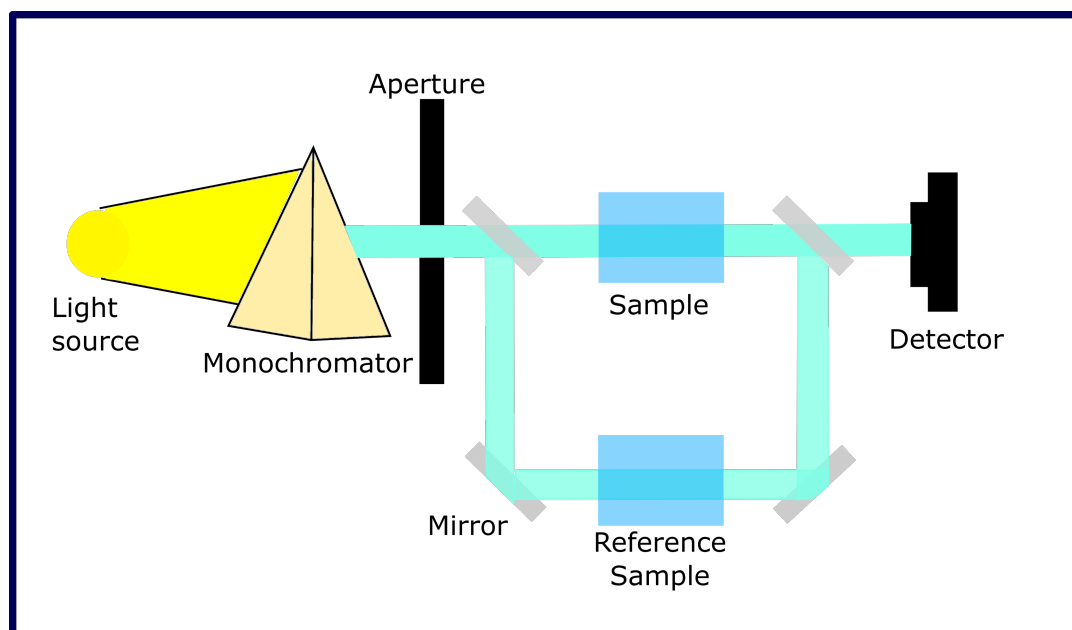 Aperture
Light
source
Monochromator
Sample
Detector
Mirror
Reference
Sample